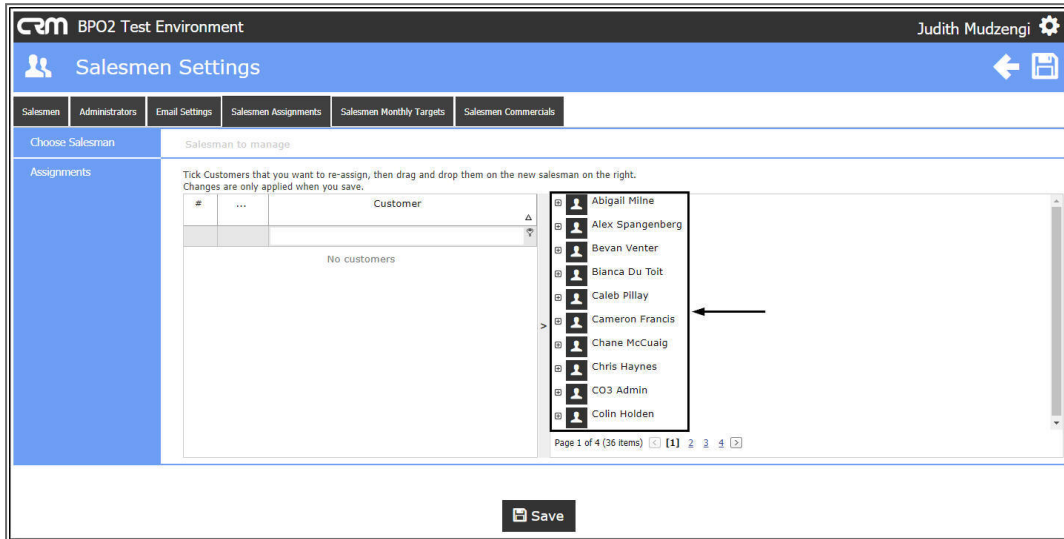 CRM BPO2 Test Environment
Judith Mudzengi
Salesmen Settings
Salesmen Administrators Email Settings Salesmen Assignments Salesmen Monthly Targets Salesmen Commercials
Choose Salesman
Salesman to manage
Assignments
Tick Customers that you want to re-assign, then drag and drop them on the new salesman on the right.
Changes are only applied when you save.
# ... Customer
No customers
>
Abigail Milne
Alex Spangenberg
Bevan Venter
Bianca Du Toit
Caleb Pillay
Cameron Francis
Chane McCuaig
Chris Haynes
CO3 Admin
Colin Holden
Page 1 of 4 (36 items) < [1] 2 3 4 >
Save